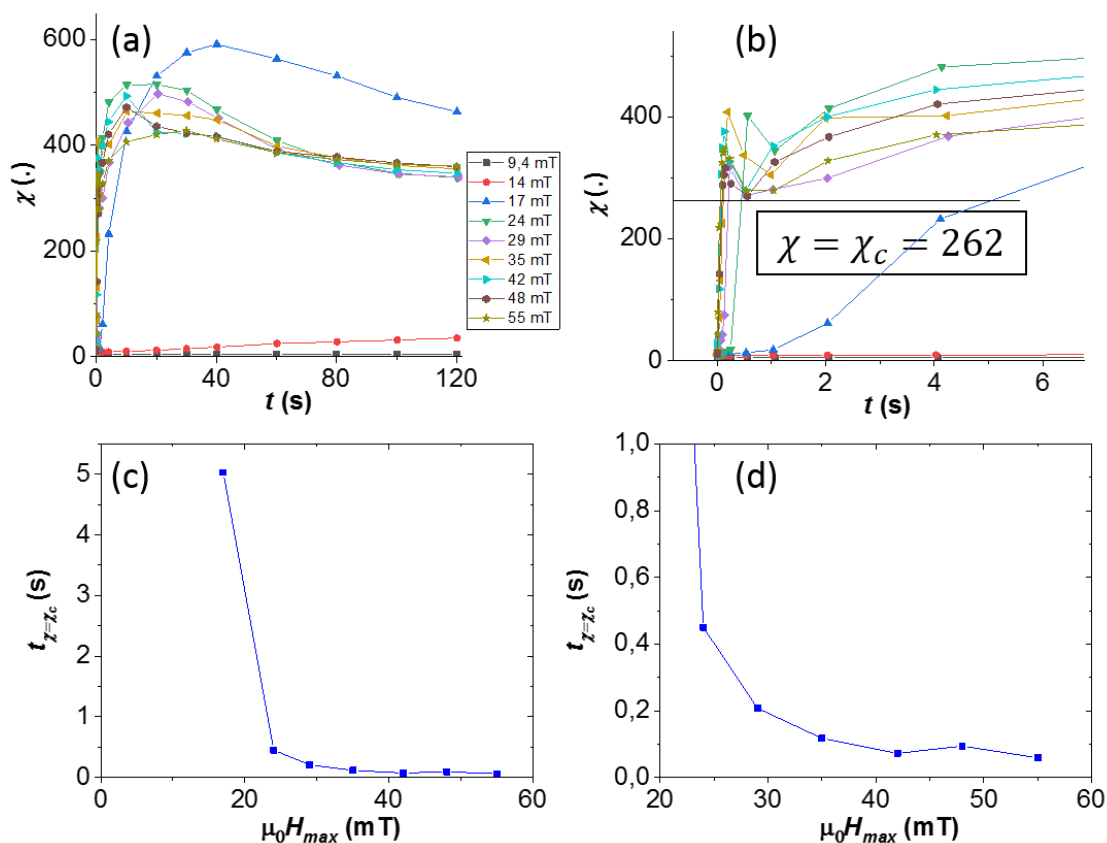 (a)
600
400
200
0
χ (.)
0 40 80 120
t (s)
9,4 mT
14 mT
17 mT
24 mT
29 mT
35 mT
42 mT
48 mT
55 mT
(b)
400
200
0
χ (.)
χ = χc = 262
0 2 4 6
t (s)
(c)
5
4
3
2
1
0
tχ=χc (s)
0 20 40 60
μ0Hmax (mT)
(d)
1,0
0,8
0,6
0,4
0,2
0,0
tχ=χc (s)
20 30 40 50 60
μ0Hmax (mT)